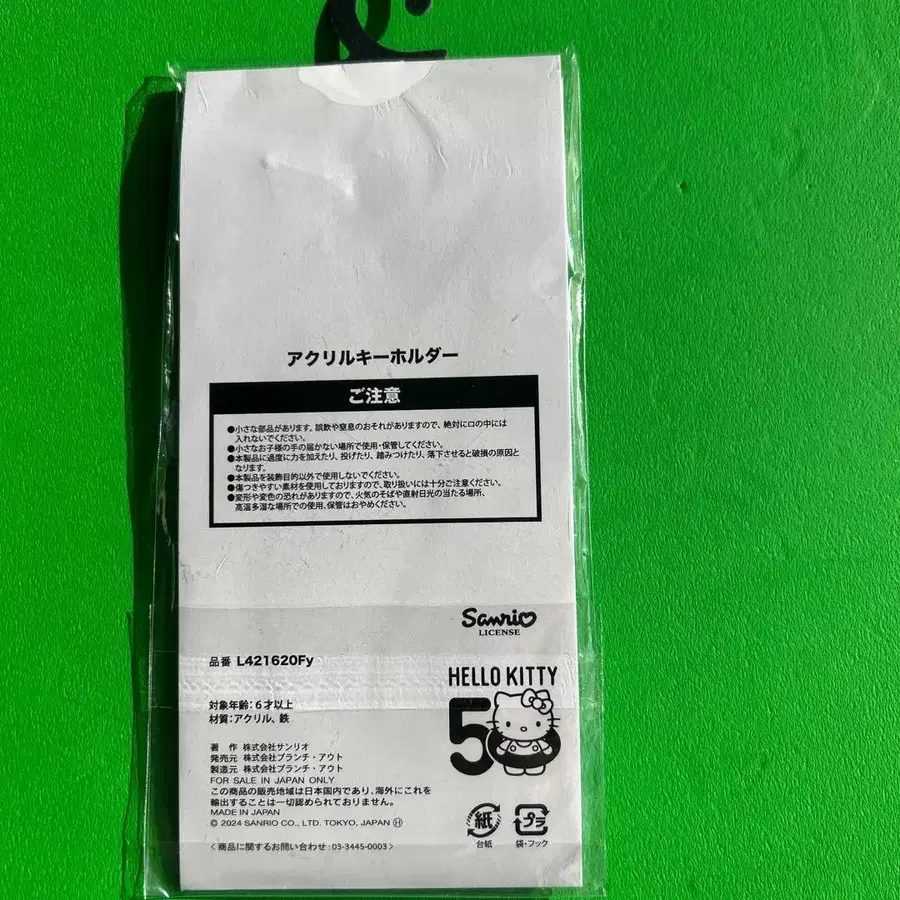 アクリルキーホルダー
ご注意
●小さな部品があります。誤飲や窒息のおそれがありますので、絶対に口の中には
入れないでください。
●小さなお子様の手の届かない場所で使用・保管してください。
●本製品に過度に力を加えたり、投げたり、踏みつけたり、落下させると破損の原因と
なります。
●本製品を装飾目的以外で使用しないでください。
●傷つきやすい素材を使用しておりますので、取り扱いには十分ご注意ください。
●変形や変色の恐れがありますので、火気のそばや直射日光の当たる場所、
高温多湿な場所での使用、保管はおやめください。
Sanrio
LICENSE
品番 L421620Fy
HELLO KITTY
50
対象年齢:6才以上
材質:アクリル、鉄
著 作 株式会社サンリオ
発売元 株式会社ブランチ・アウト
製造元 株式会社ブランチ・アウト
FOR SALE IN JAPAN ONLY
この商品の販売地域は日本国内であり、海外にこれを
輸出することは一切認められておりません。
MADE IN JAPAN
© 2024 SANRIO CO., LTD. TOKYO, JAPAN Ⓗ
〈商品に関するお問い合わせ:03-3445-0003〉
紙
台紙
プラ
袋・フック